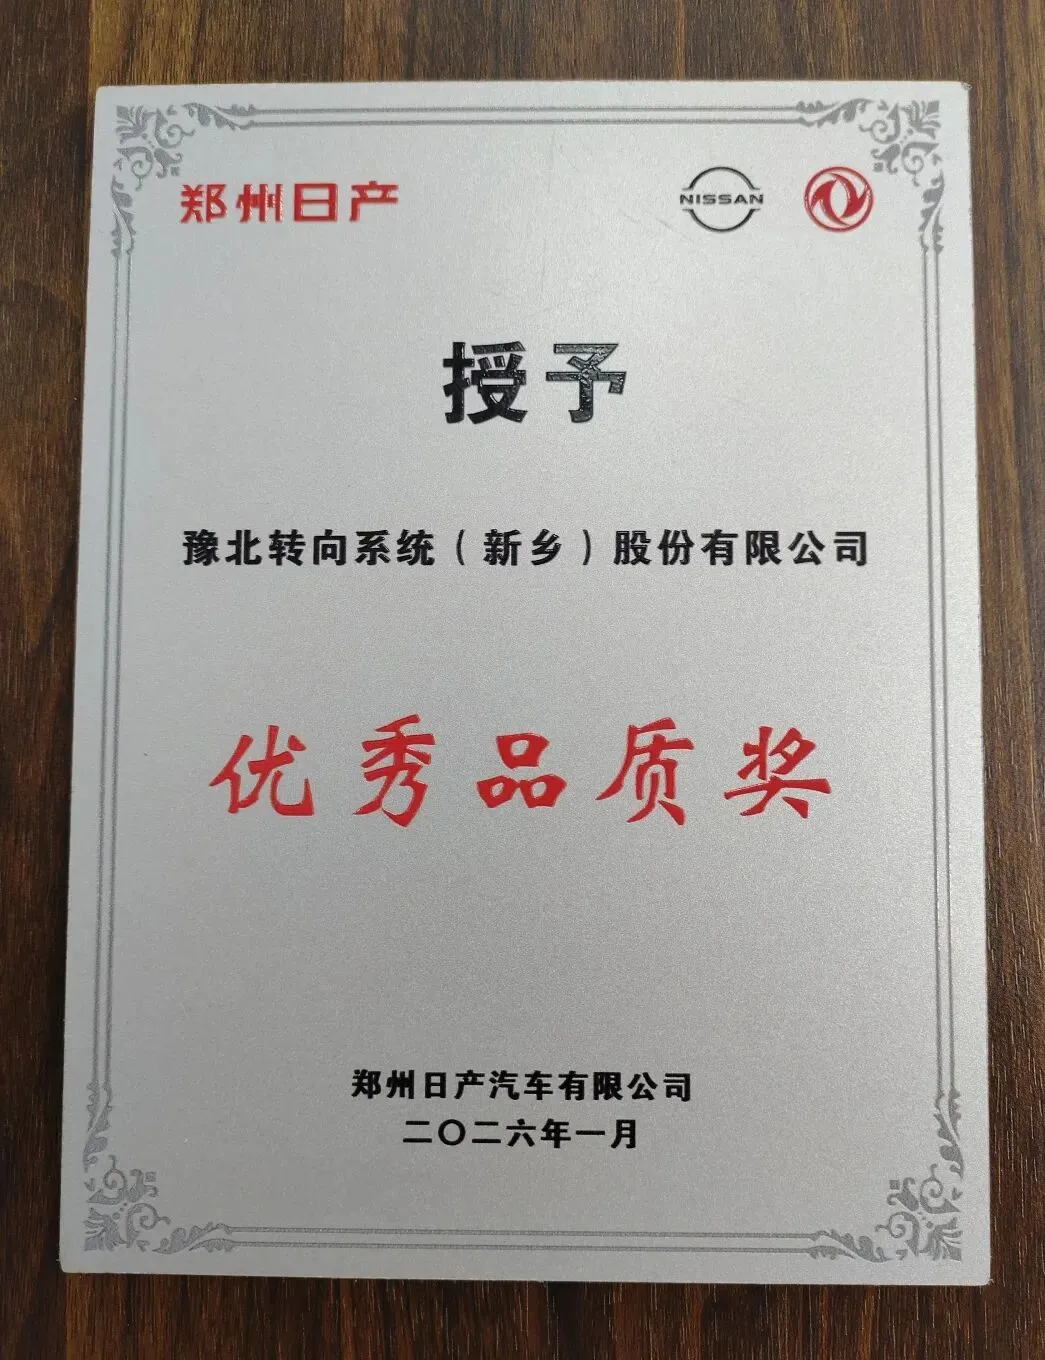 郑州日产
NISSAN
授予
豫北转向系统（新乡）股份有限公司
优秀品质奖
郑州日产汽车有限公司
二〇二六年一月